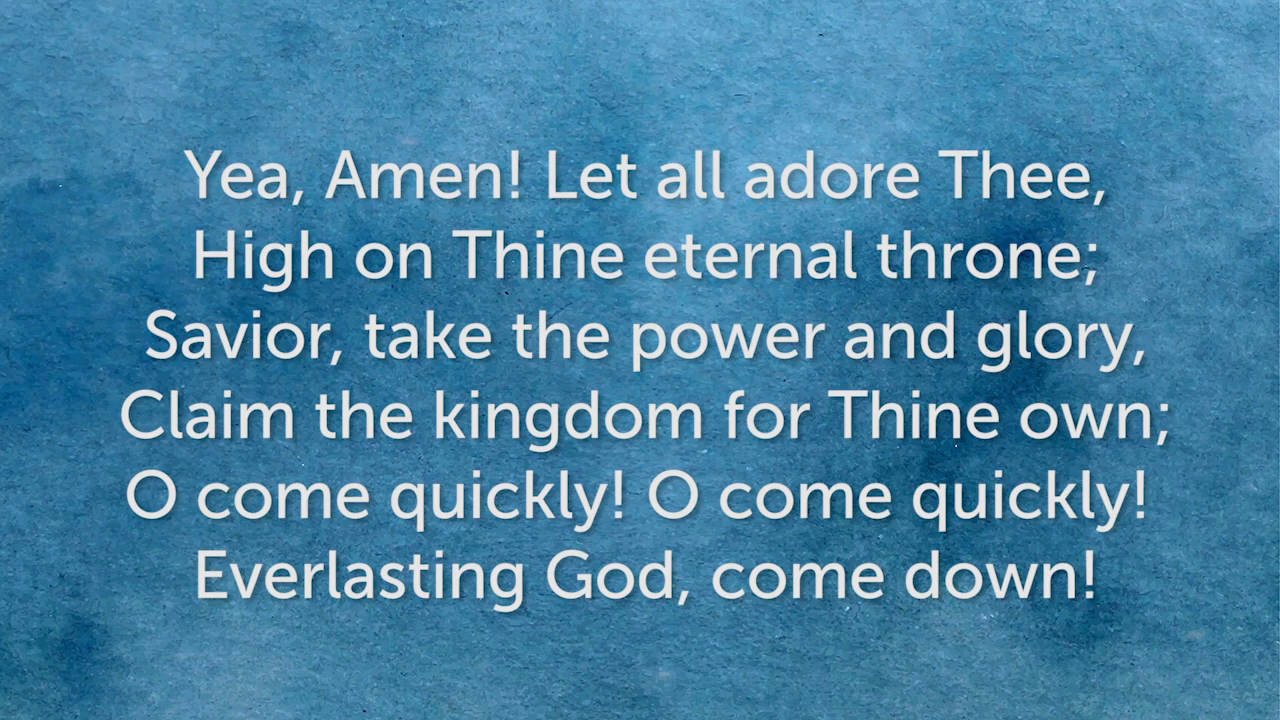 Yea, Amen! Let all adore Thee,
High on Thine eternal throne;
Savior, take the power and glory,
Claim the kingdom for Thine own;
O come quickly! O come quickly!
Everlasting God, come down!